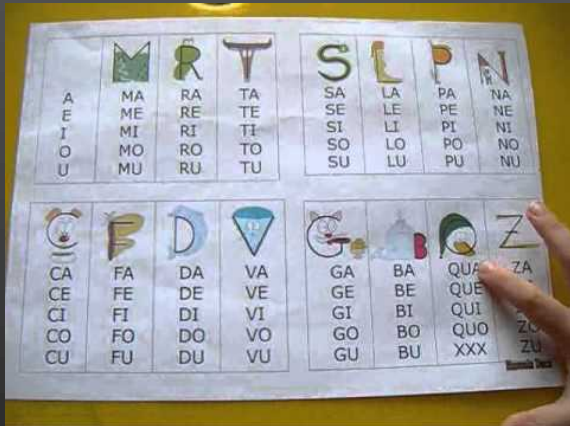 M R T
A MA RA TA
E ME RE TE
I MI RI TI
O MO RO TO
U MU RU TU
S L P N
SA LA PA NA
SE LE PE NE
SI LI PI NI
SO LO PO NO
SU LU PU NU
C F D V
CA FA DA VA
CE FE DE VE
CI FI DI VI
CO FO DO VO
CU FU DU VU
G B Q Z
GA BA QUA ZA
GE BE QUE
GI BI QUI
GO BO QUO ZO
GU BU XXX ZU